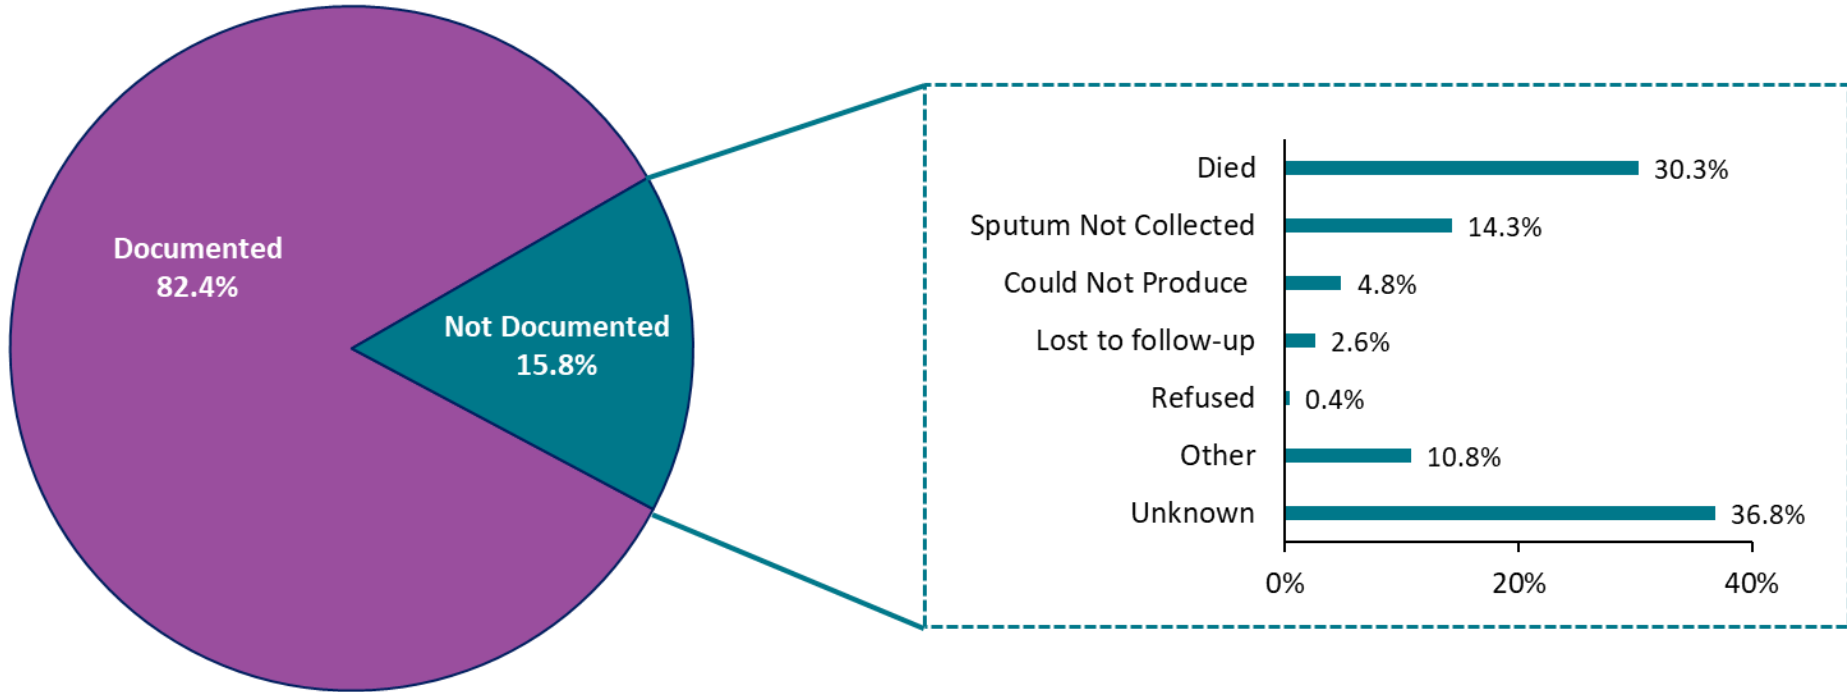 Documented
82.4%
Not Documented
15.8%
Died
30.3%
Sputum Not Collected
14.3%
Could Not Produce
4.8%
Lost to follow-up
2.6%
Refused
0.4%
Other
10.8%
Unknown
36.8%
0%
20%
40%